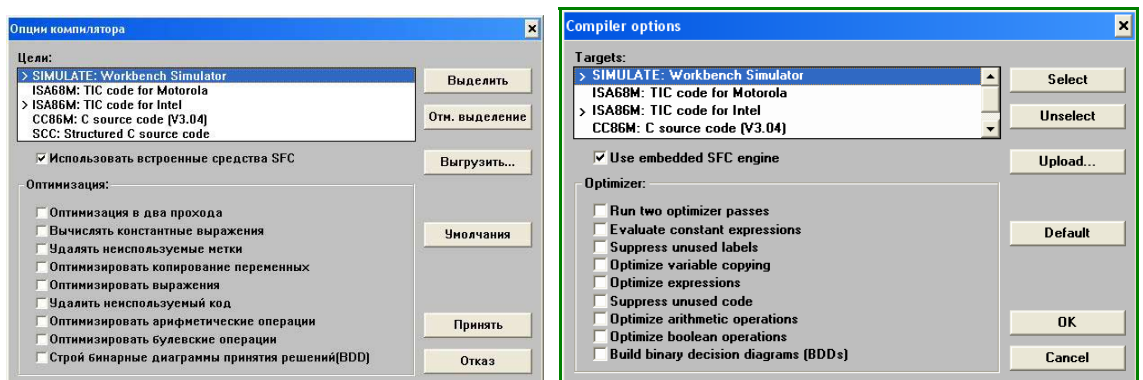 Опции компилятора
Цели:
> SIMULATE: Workbench Simulator
ISA68M: TIC code for Motorola
> ISA86M: TIC code for Intel
CC86M: C source code (V3.04)
SCC: Structured C source code
Выделить
Отм. выделение
Использовать встроенные средства SFC
Выгрузить...
Оптимизация:
Оптимизация в два прохода
Вычислять константные выражения
Удалять неиспользуемые метки
Оптимизировать копирование переменных
Оптимизировать выражения
Удалить неиспользуемый код
Оптимизировать арифметические операции
Оптимизировать булевские операции
Строй бинарные диаграммы принятия решений(BDD)
Умолчания
Принять
Отказ
Compiler options
Targets:
> SIMULATE: Workbench Simulator
ISA68M: TIC code for Motorola
> ISA86M: TIC code for Intel
CC86M: C source code (V3.04)
Select
Unselect
Use embedded SFC engine
Upload...
Optimizer:
Run two optimizer passes
Evaluate constant expressions
Suppress unused labels
Optimize variable copying
Optimize expressions
Suppress unused code
Optimize arithmetic operations
Optimize boolean operations
Build binary decision diagrams (BDDs)
Default
OK
Cancel